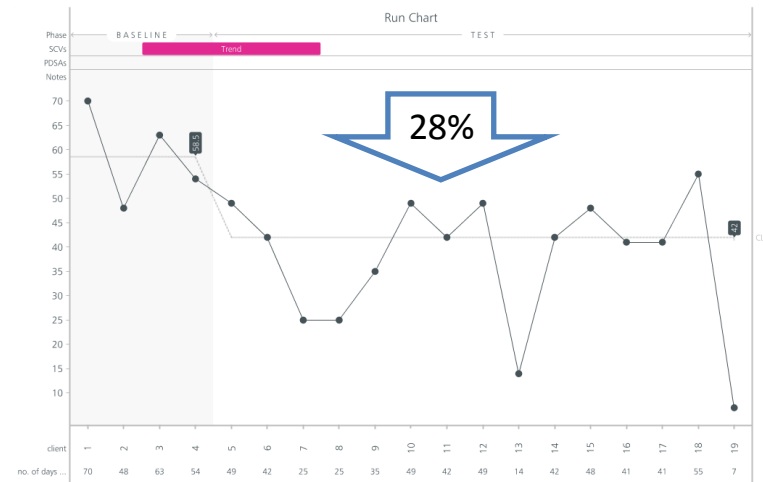 Run Chart
Phase BASELINE TEST
SCVs Trend
PDSAs
Notes
28%
70
65
60
58.5
55
50
45
42
CL
40
35
30
25
20
15
10
client 1 2 3 4 5 6 7 8 9 10 11 12 13 14 15 16 17 18 19
no. of days ... 70 48 63 54 49 42 25 25 35 49 42 49 14 42 48 41 41 55 7